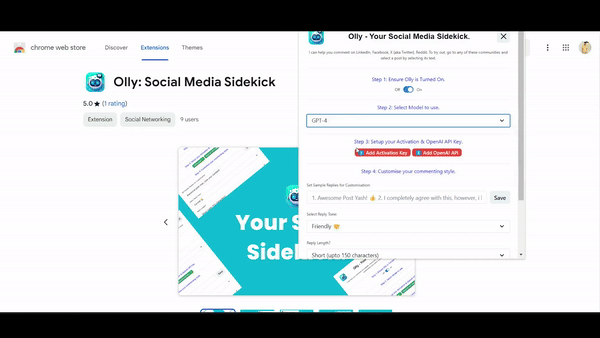 chrome web store
Discover
Extensions
Themes
Olly: Social Media Sidekick
5.0 ★ (1 rating)
Extension
Social Networking
9 users
Your S
Sideki
Olly - Your Social Media Sidekick.
I can help you comment on LinkedIn, Facebook, X (aka Twitter), Reddit. To try out, go to any of these communities and
select a post by selecting its text.
Step 1: Ensure Olly is Turned On.
Off
On
Step 2: Select Model to use.
GPT-4
Step 3: Setup your Activation & OpenAI API Key.
Add Activation Key
Add OpenAI API
Step 4: Customise your commenting style.
Set Sample Replies for Customisation:
1. Awesome Post Yash! 👍 2. I completely agree with this, however, i t
Save
Select Reply Tone:
Friendly 😊
Reply Length?
Short (upto 150 characters)